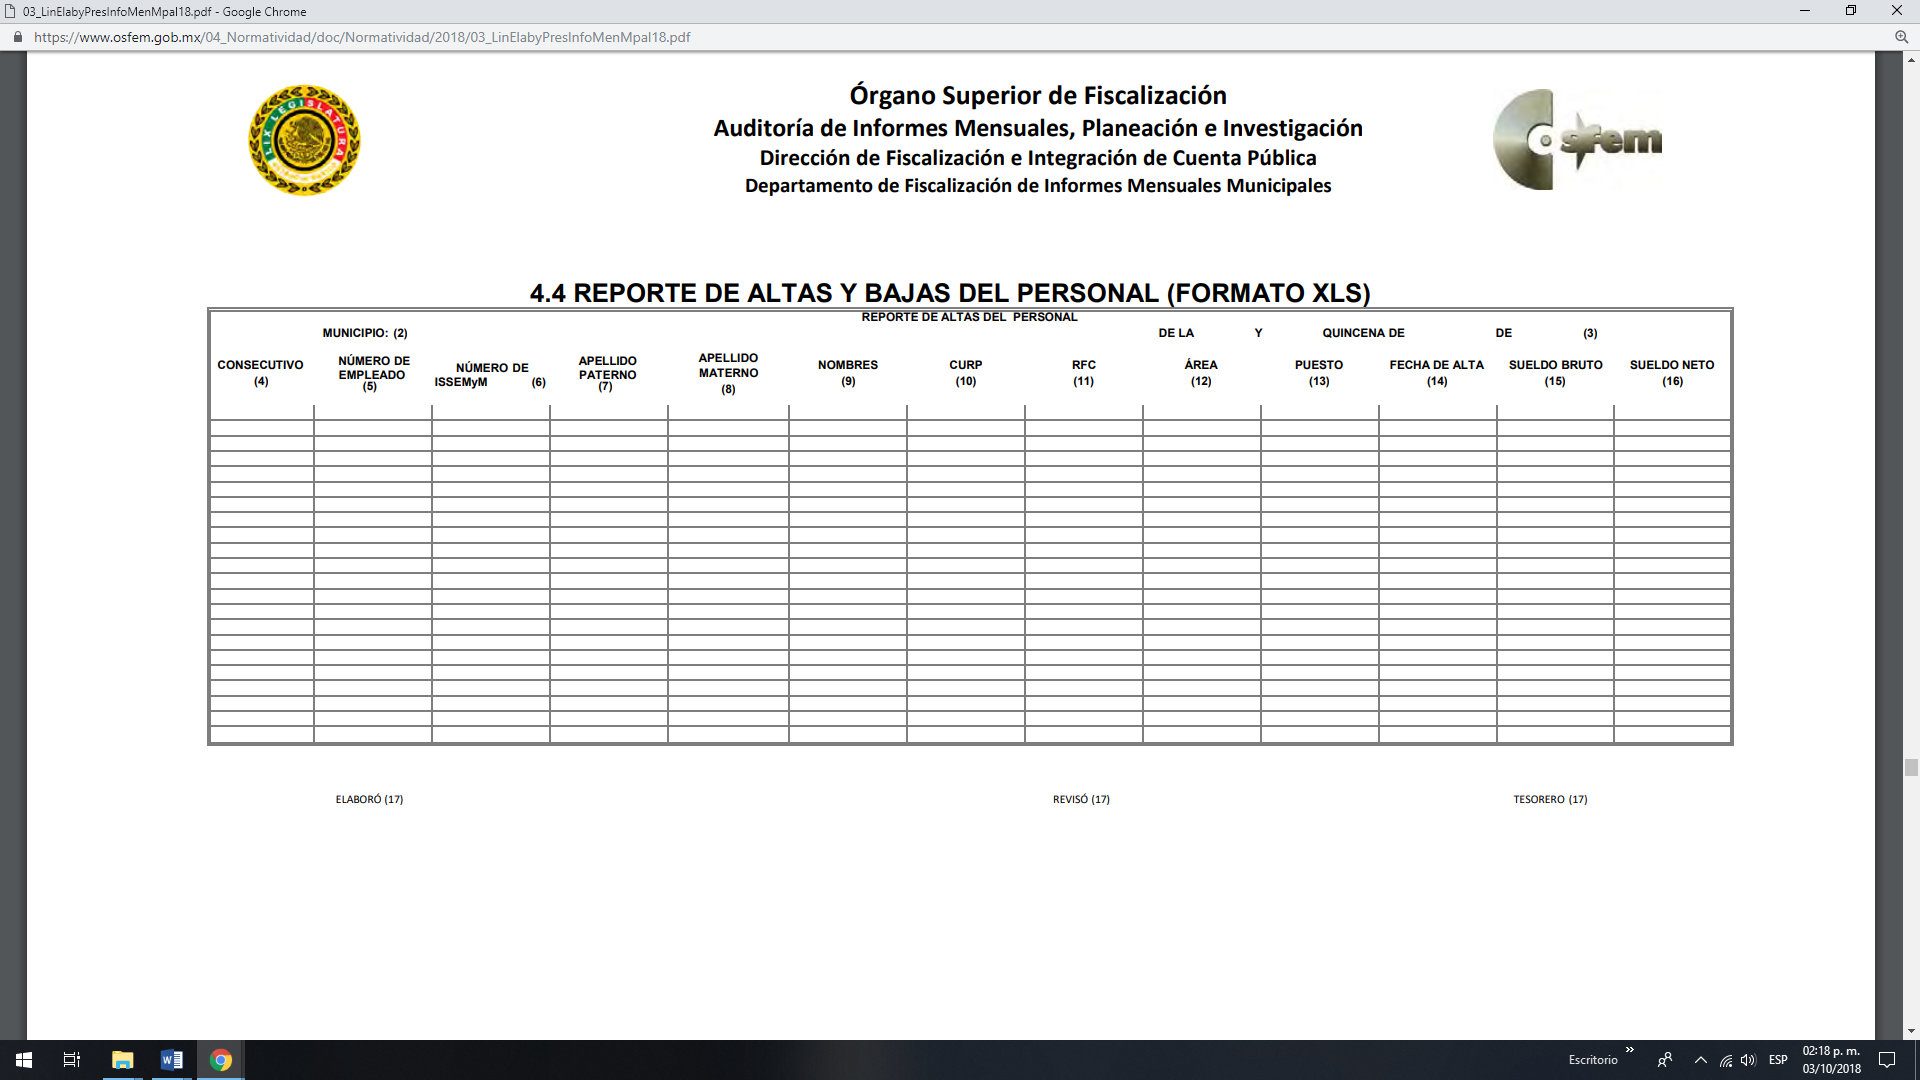 03_LinElabyPresInfoMenMpal18.pdf - Google Chrome
https://www.osfem.gob.mx/04_Normatividad/doc/Normatividad/2018/03_LinElabyPresInfoMenMpal18.pdf
LIX LEGISLATURA
osfem
Órgano Superior de Fiscalización
Auditoría de Informes Mensuales, Planeación e Investigación
Dirección de Fiscalización e Integración de Cuenta Pública
Departamento de Fiscalización de Informes Mensuales Municipales
4.4 REPORTE DE ALTAS Y BAJAS DEL PERSONAL (FORMATO XLS)
REPORTE DE ALTAS DEL PERSONAL
MUNICIPIO: (2) DE LA Y QUINCENA DE DE (3)
CONSECUTIVO (4)
NÚMERO DE EMPLEADO (5)
NÚMERO DE ISSEMyM (6)
APELLIDO PATERNO (7)
APELLIDO MATERNO (8)
NOMBRES (9)
CURP (10)
RFC (11)
ÁREA (12)
PUESTO (13)
FECHA DE ALTA (14)
SUELDO BRUTO (15)
SUELDO NETO (16)
ELABORÓ (17) REVISÓ (17) TESORERO (17)
Escritorio » ESP 02:18 p. m.
03/10/2018